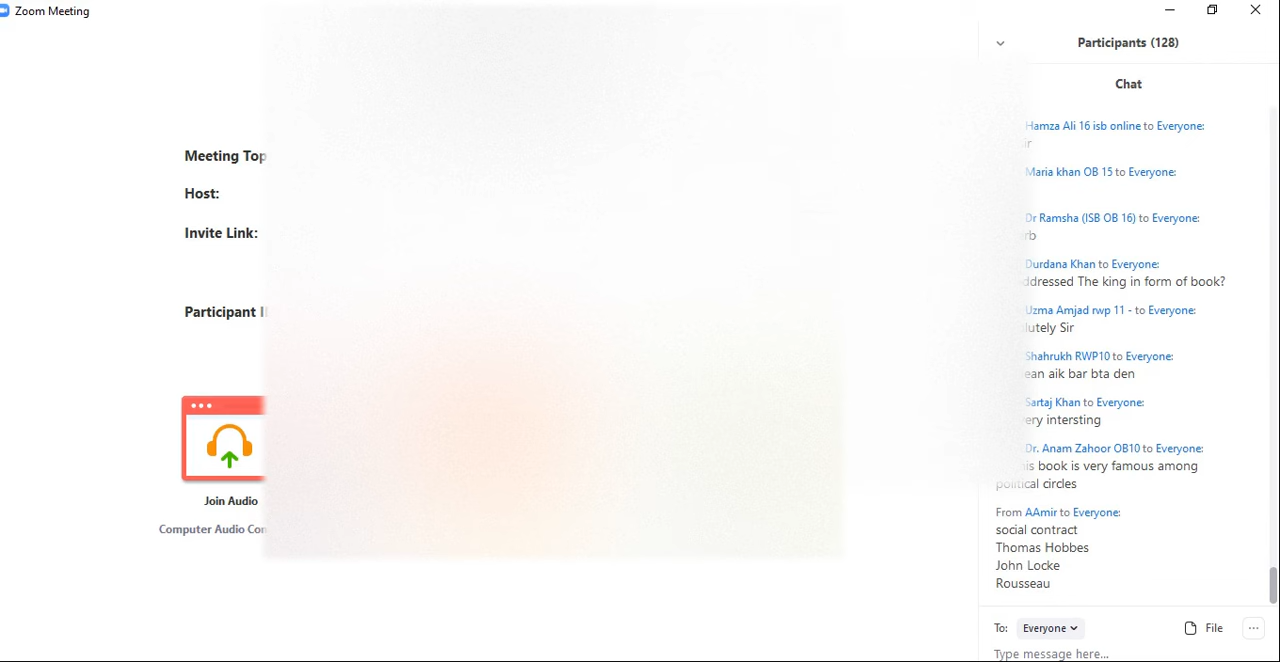 Zoom Meeting
Participants (128)
Chat
Hamza Ali 16 isb online to Everyone:
Maria khan OB 15 to Everyone:
Dr Ramsha (ISB OB 16) to Everyone:
Durdana Khan to Everyone:
The king in form of book?
Uzma Amjad rwp 11 - to Everyone:
Sir
Shahrukh RWP10 to Everyone:
aik bar bta den
Sartaj Khan to Everyone:
intersting
Dr. Anam Zahoor OB10 to Everyone:
book is very famous among
political circles
From AAmir to Everyone:
social contract
Thomas Hobbes
John Locke
Rousseau
To: Everyone
File
Type message here...
Meeting Top
Host:
Invite Link:
Participant
Join Audio
Computer Audio